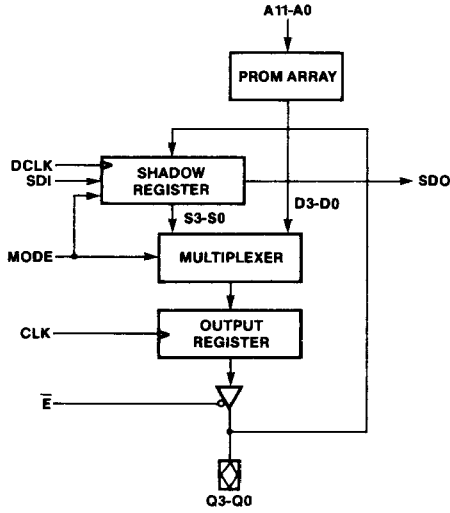 A11-A0
PROM ARRAY
DCLK
SDI
SHADOW
REGISTER
SDO
S3-S0
D3-D0
MODE
MULTIPLEXER
CLK
OUTPUT
REGISTER
E̅
Q3-Q0